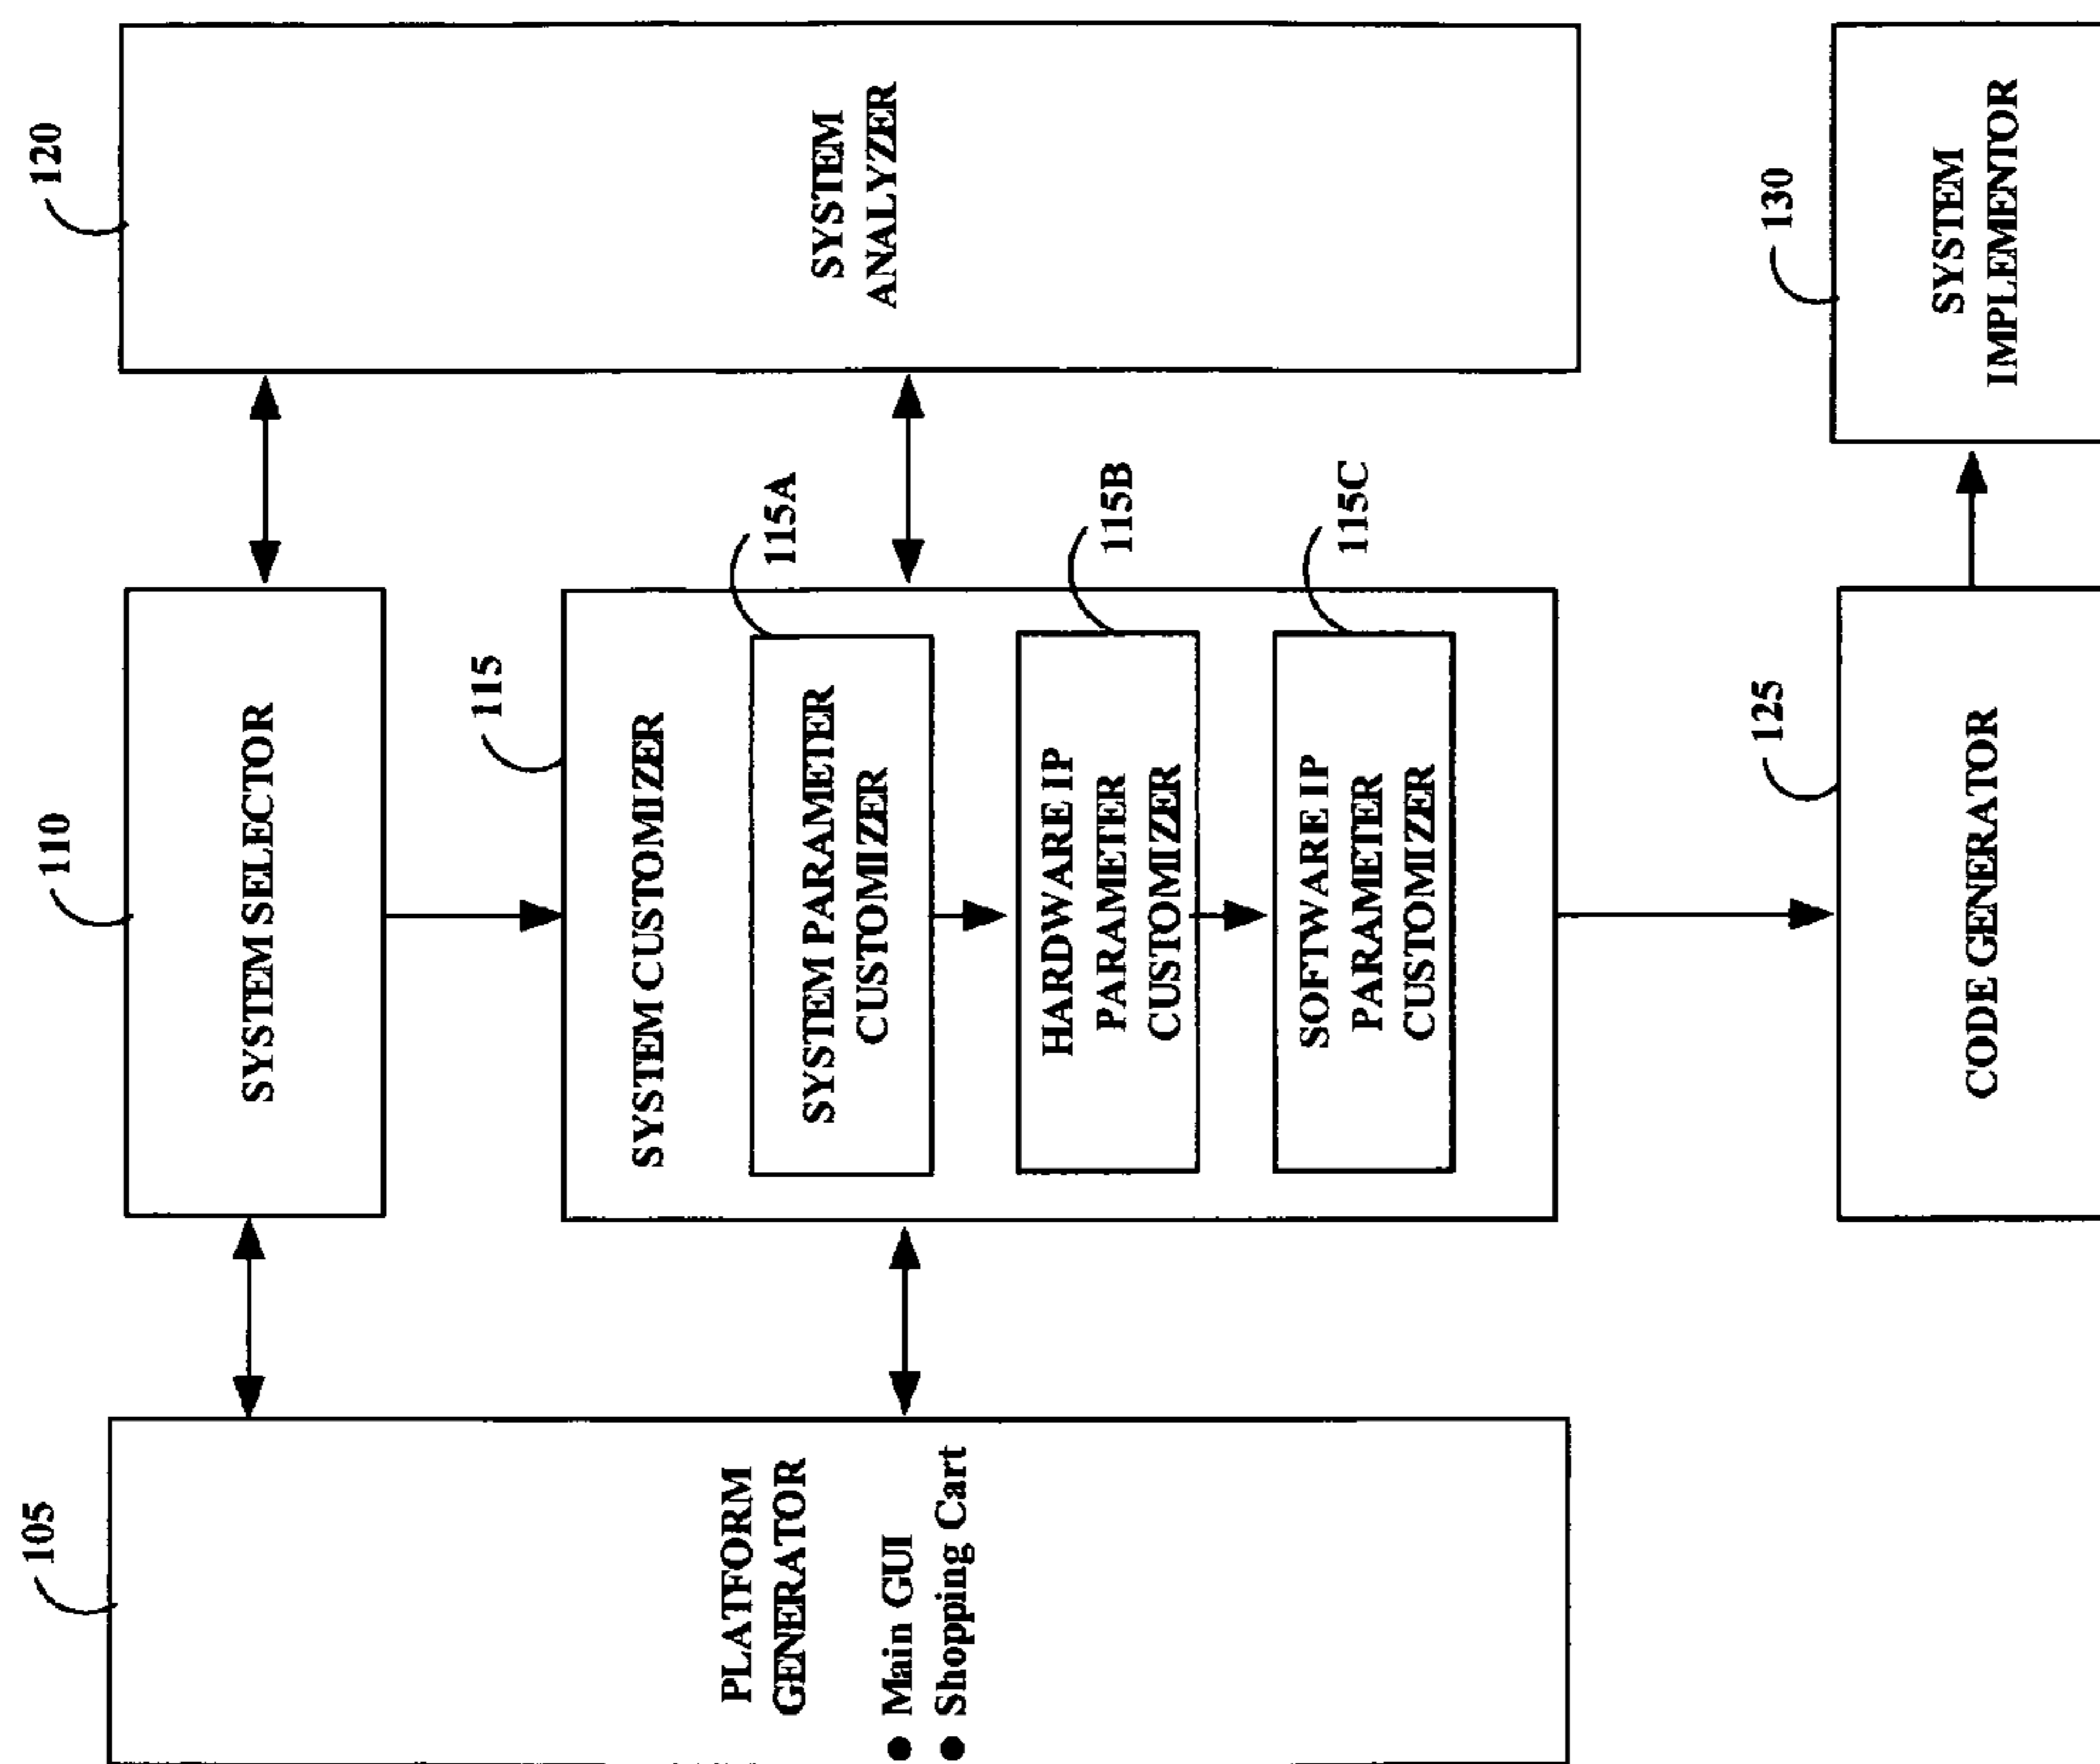 105
PLATFORM
GENERATOR
● Main GUI
● Shopping Cart
110
SYSTEM SELECTOR
115
SYSTEM CUSTOMIZER
115A
SYSTEM PARAMETER
CUSTOMIZER
115B
HARDWARE IP
PARAMETER
CUSTOMIZER
115C
SOFTWARE IP
PARAMETER
CUSTOMIZER
120
SYSTEM
ANALYZER
125
CODE GENERATOR
130
SYSTEM
IMPLEMENTOR